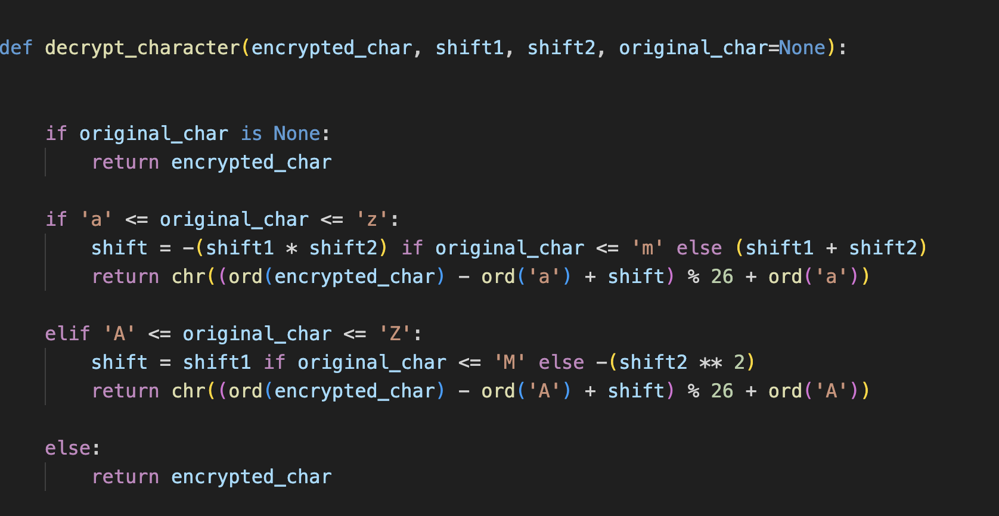 def decrypt_character(encrypted_char, shift1, shift2, original_char=None):
    if original_char is None:
        return encrypted_char
    if 'a' <= original_char <= 'z':
        shift = -(shift1 * shift2) if original_char <= 'm' else (shift1 + shift2)
        return chr((ord(encrypted_char) - ord('a') + shift) % 26 + ord('a'))
    elif 'A' <= original_char <= 'Z':
        shift = shift1 if original_char <= 'M' else -(shift2 ** 2)
        return chr((ord(encrypted_char) - ord('A') + shift) % 26 + ord('A'))
    else:
        return encrypted_char